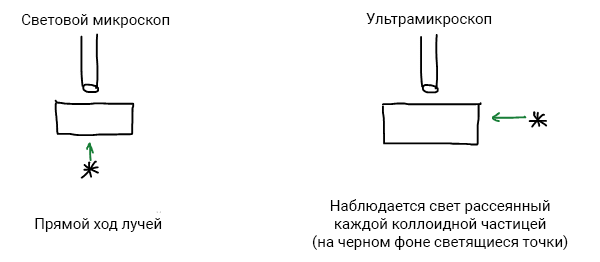 Световой микроскоп
Ультрамикроскоп
Прямой ход лучей
Наблюдается свет рассеянный
каждой коллоидной частицей
(на черном фоне светящиеся точки)